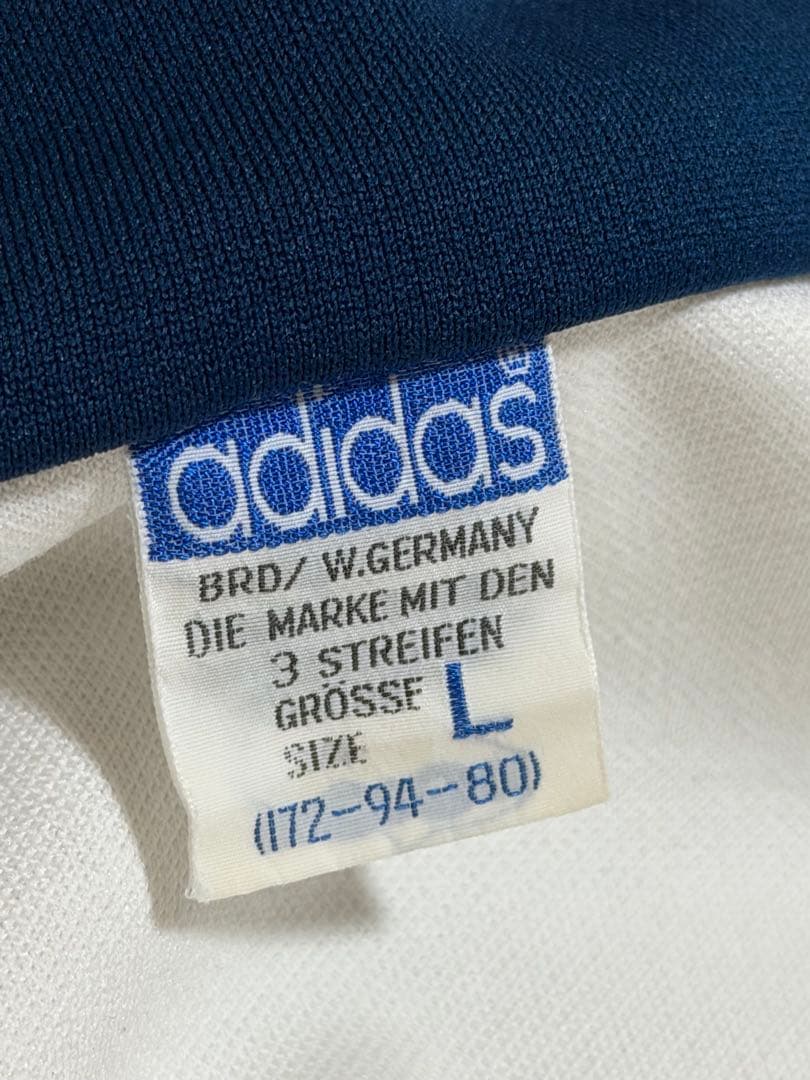 adidas
BRD/ W.GERMANY
DIE MARKE MIT DEN
3 STREIFEN
GRÖSSE L
SIZE
(172-94-80)